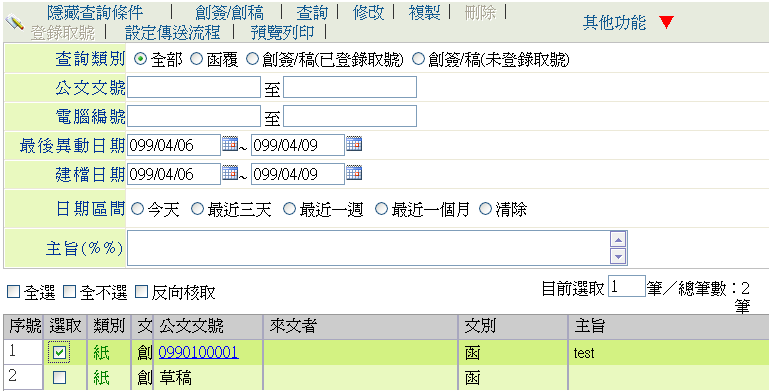 隱藏查詢條件 | 創簽/創稿 | 查詢 | 修改 | 複製 | 刪除 |
登錄取號 | 設定傳送流程 | 預覽列印 |
其他功能 ▼
查詢類別 全部 函覆 創簽/稿(已登錄取號) 創簽/稿(未登錄取號)
公文文號 至
電腦編號 至
最後異動日期 099/04/06 ~ 099/04/09
建檔日期 099/04/06 ~ 099/04/09
日期區間 今天 最近三天 最近一週 最近一個月 清除
主旨(%%)
全選 全不選 反向核取
目前選取 1 筆／總筆數：2
筆
序號 選取 類別 文 公文文號 來文者 文別 主旨
1 紙 創 0990100001 函 test
2 紙 創 草稿 函